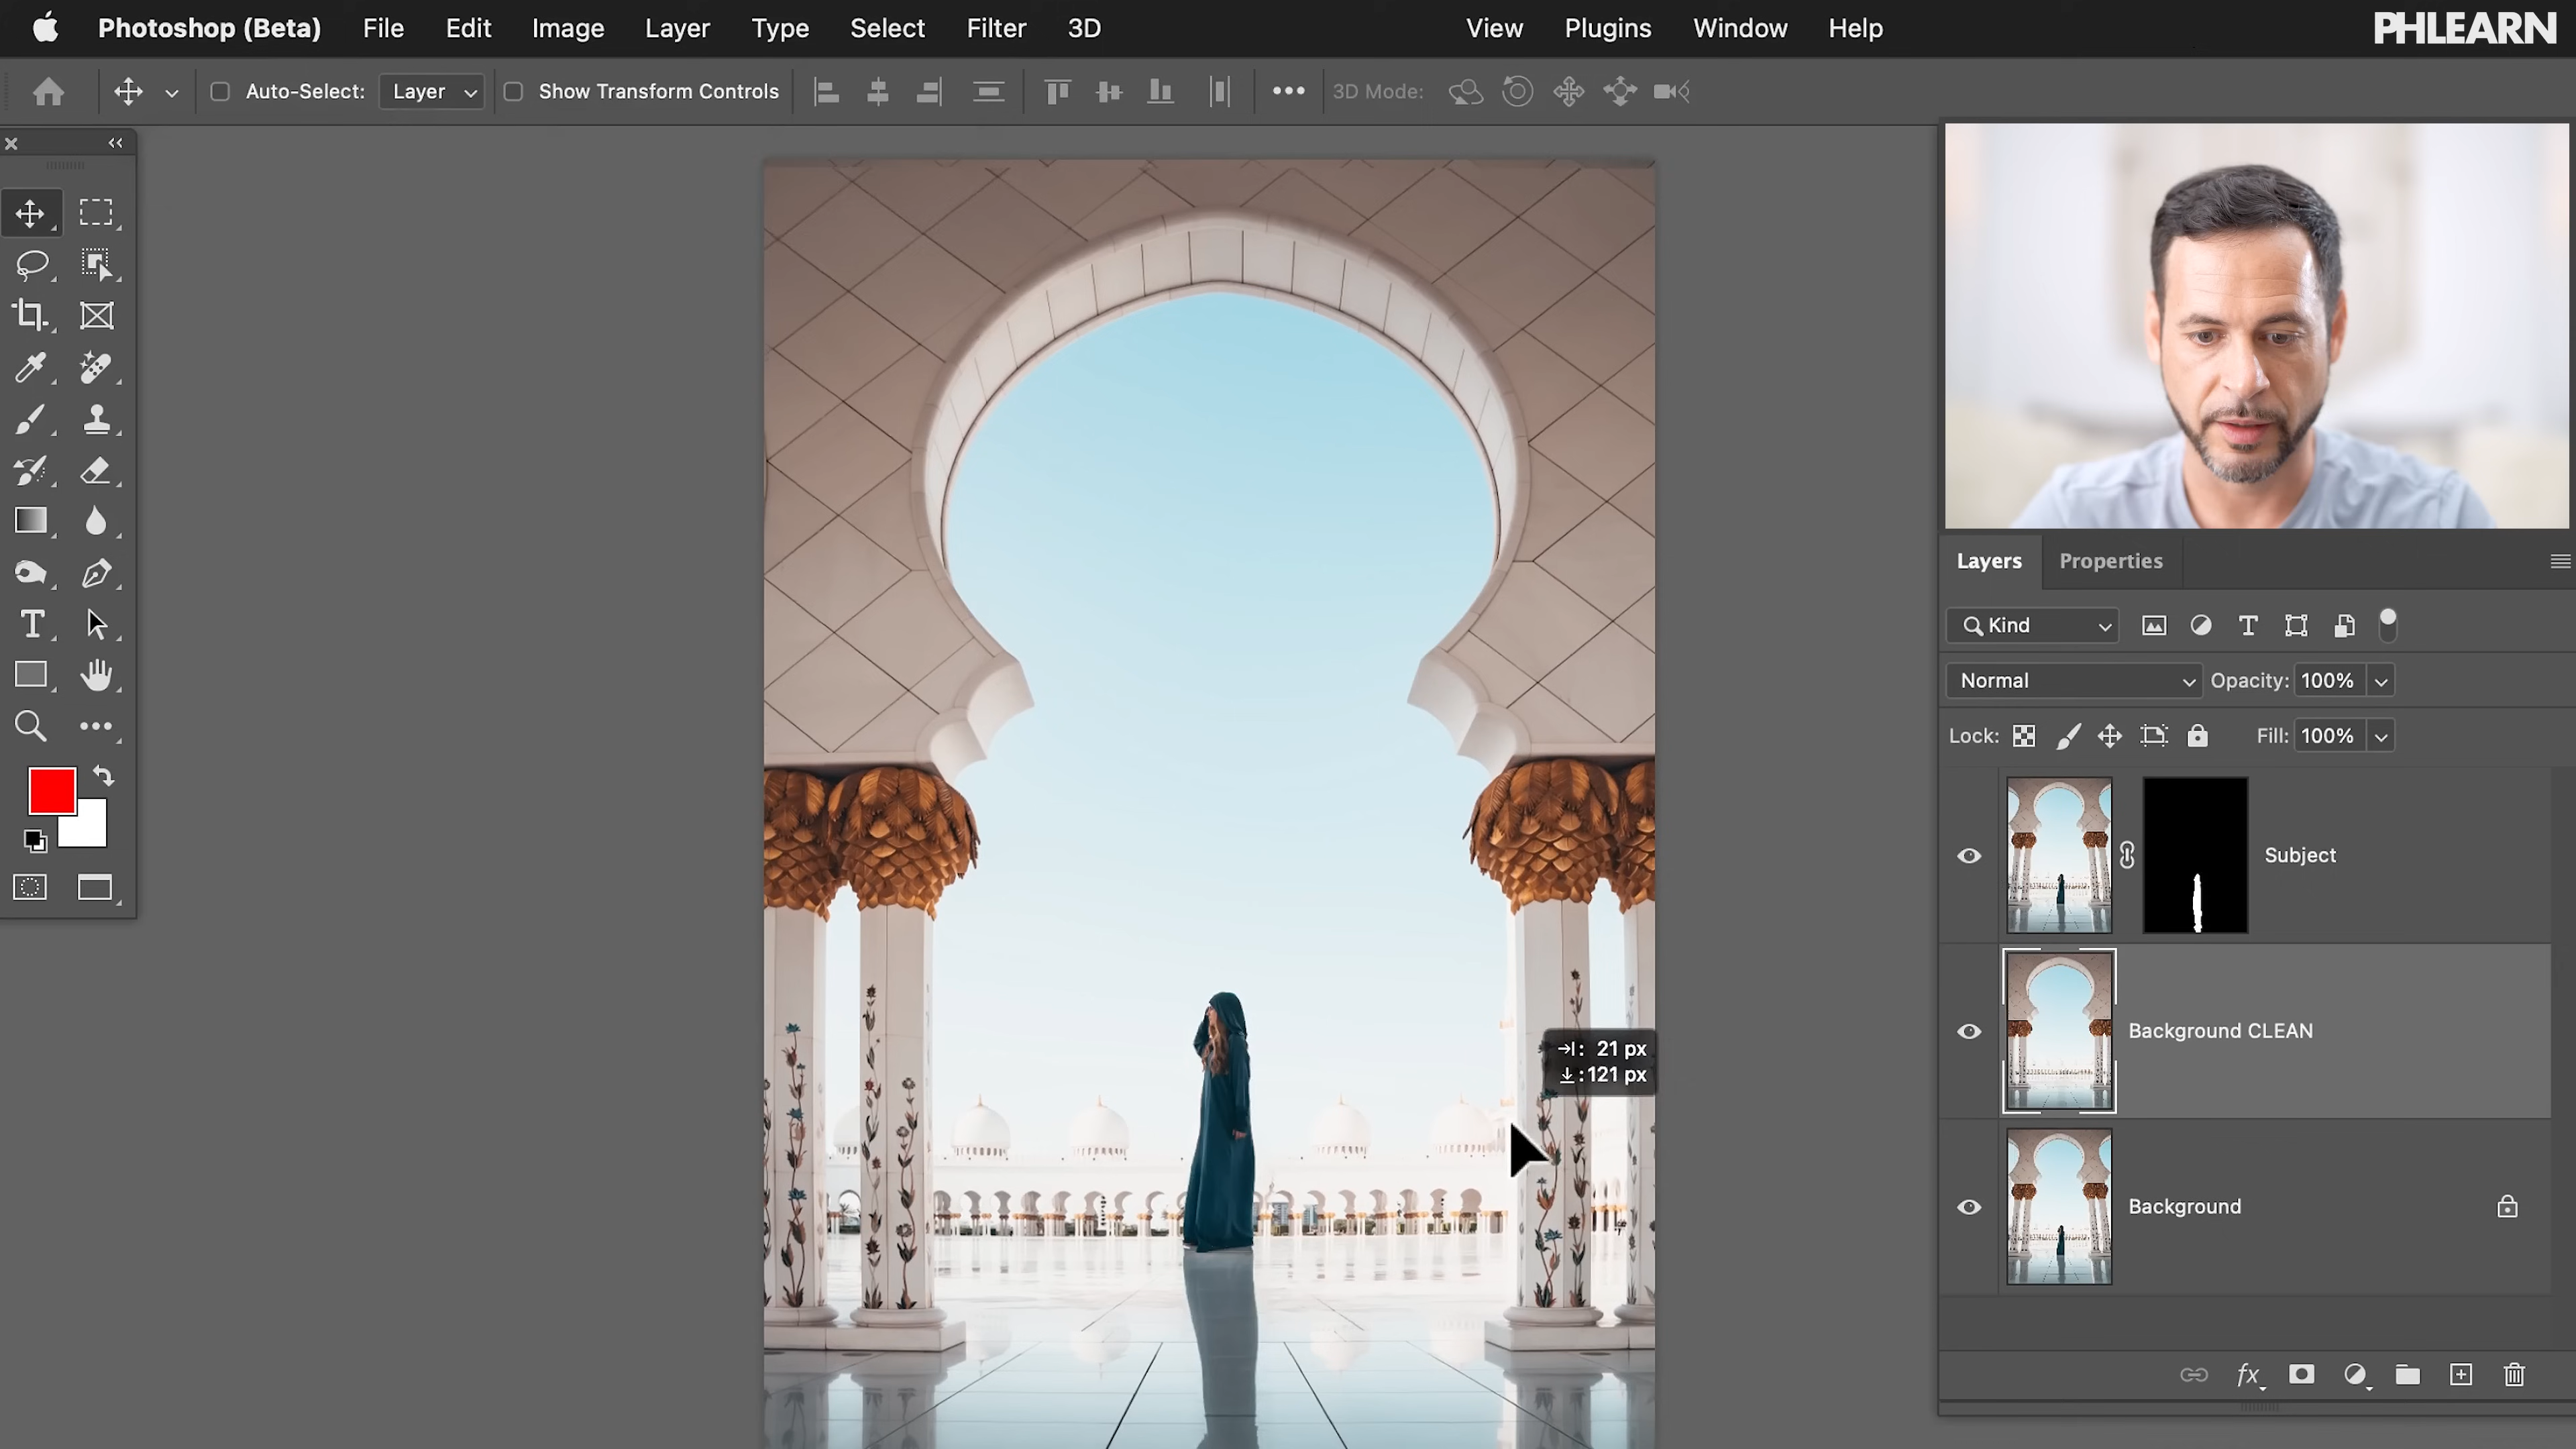 Photoshop (Beta) File Edit Image Layer Type Select Filter 3D View Plugins Window Help PHLEARN
Auto-Select: Layer Show Transform Controls 3D Mode:
Layers Properties
Kind
Normal Opacity: 100%
Lock: Fill: 100%
Subject
21 px
121 px
Background CLEAN
Background
fx